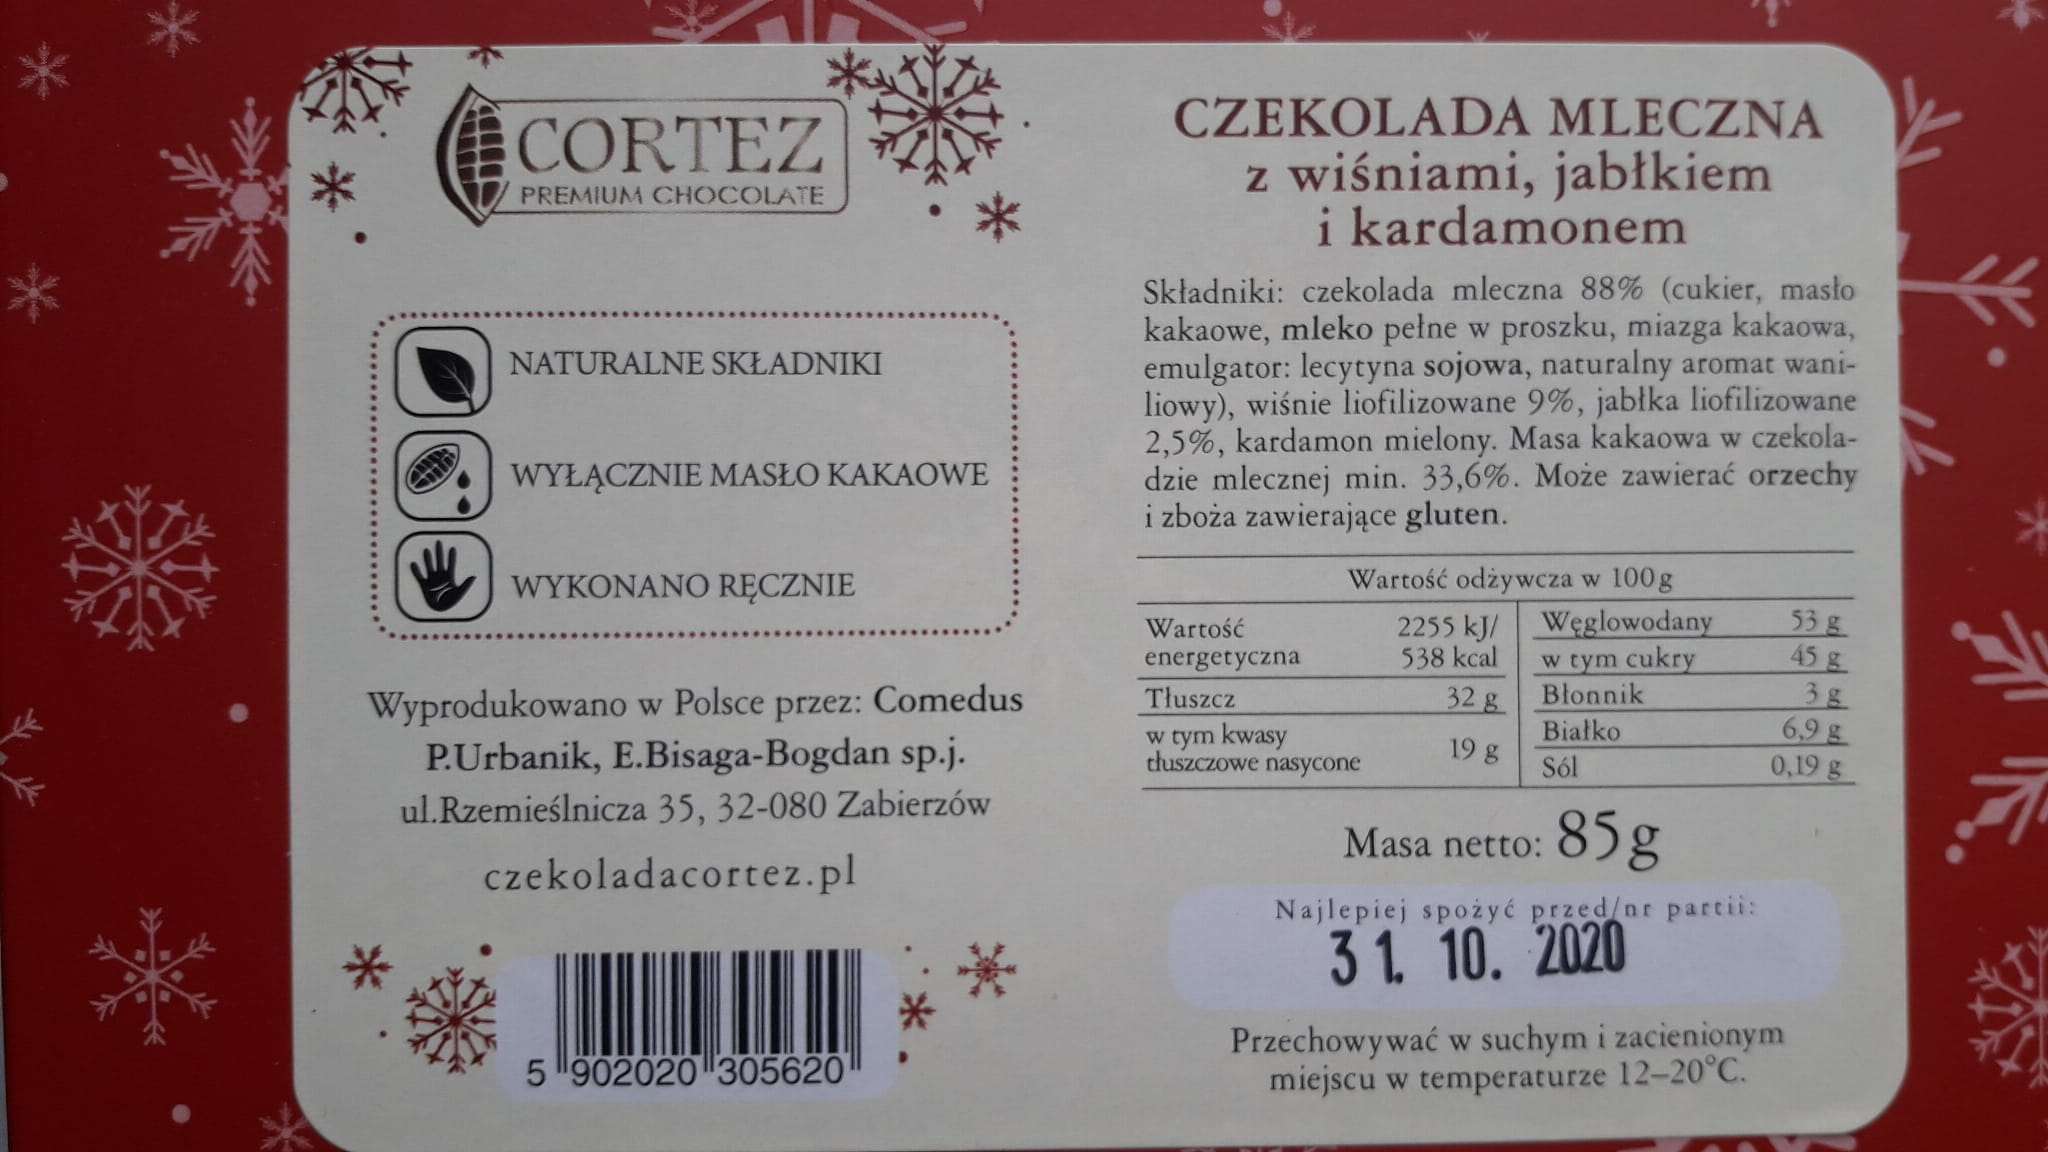 CORTEZ
PREMIUM CHOCOLATE
NATURALNE SKŁADNIKI
WYŁĄCZNIE MASŁO KAKAOWE
WYKONANO RĘCZNIE
Wyprodukowano w Polsce przez: Comedus
P.Urbanik, E.Bisaga-Bogdan sp.j.
ul.Rzemieślnicza 35, 32-080 Zabierzów
czekoladacortez.pl
5 902020 305620
CZEKOLADA MLECZNA
z wiśniami, jabłkiem
i kardamonem
Składniki: czekolada mleczna 88% (cukier, masło
kakaowe, mleko pełne w proszku, miazga kakaowa,
emulgator: lecytyna sojowa, naturalny aromat wani-
liowy), wiśnie liofilizowane 9%, jabłka liofilizowane
2,5%, kardamon mielony. Masa kakaowa w czekola-
dzie mlecznej min. 33,6%. Może zawierać orzechy
i zboża zawierające gluten.
Wartość odżywcza w 100g
Wartość 2255 kJ/
energetyczna 538 kcal
Tłuszcz 32 g
w tym kwasy
tłuszczowe nasycone 19 g
Węglowodany 53 g
w tym cukry 45 g
Błonnik 3 g
Białko 6,9 g
Sól 0,19 g
Masa netto: 85g
Najlepiej spożyć przed/nr partii:
31. 10. 2020
Przechowywać w suchym i zacienionym
miejscu w temperaturze 12–20°C.